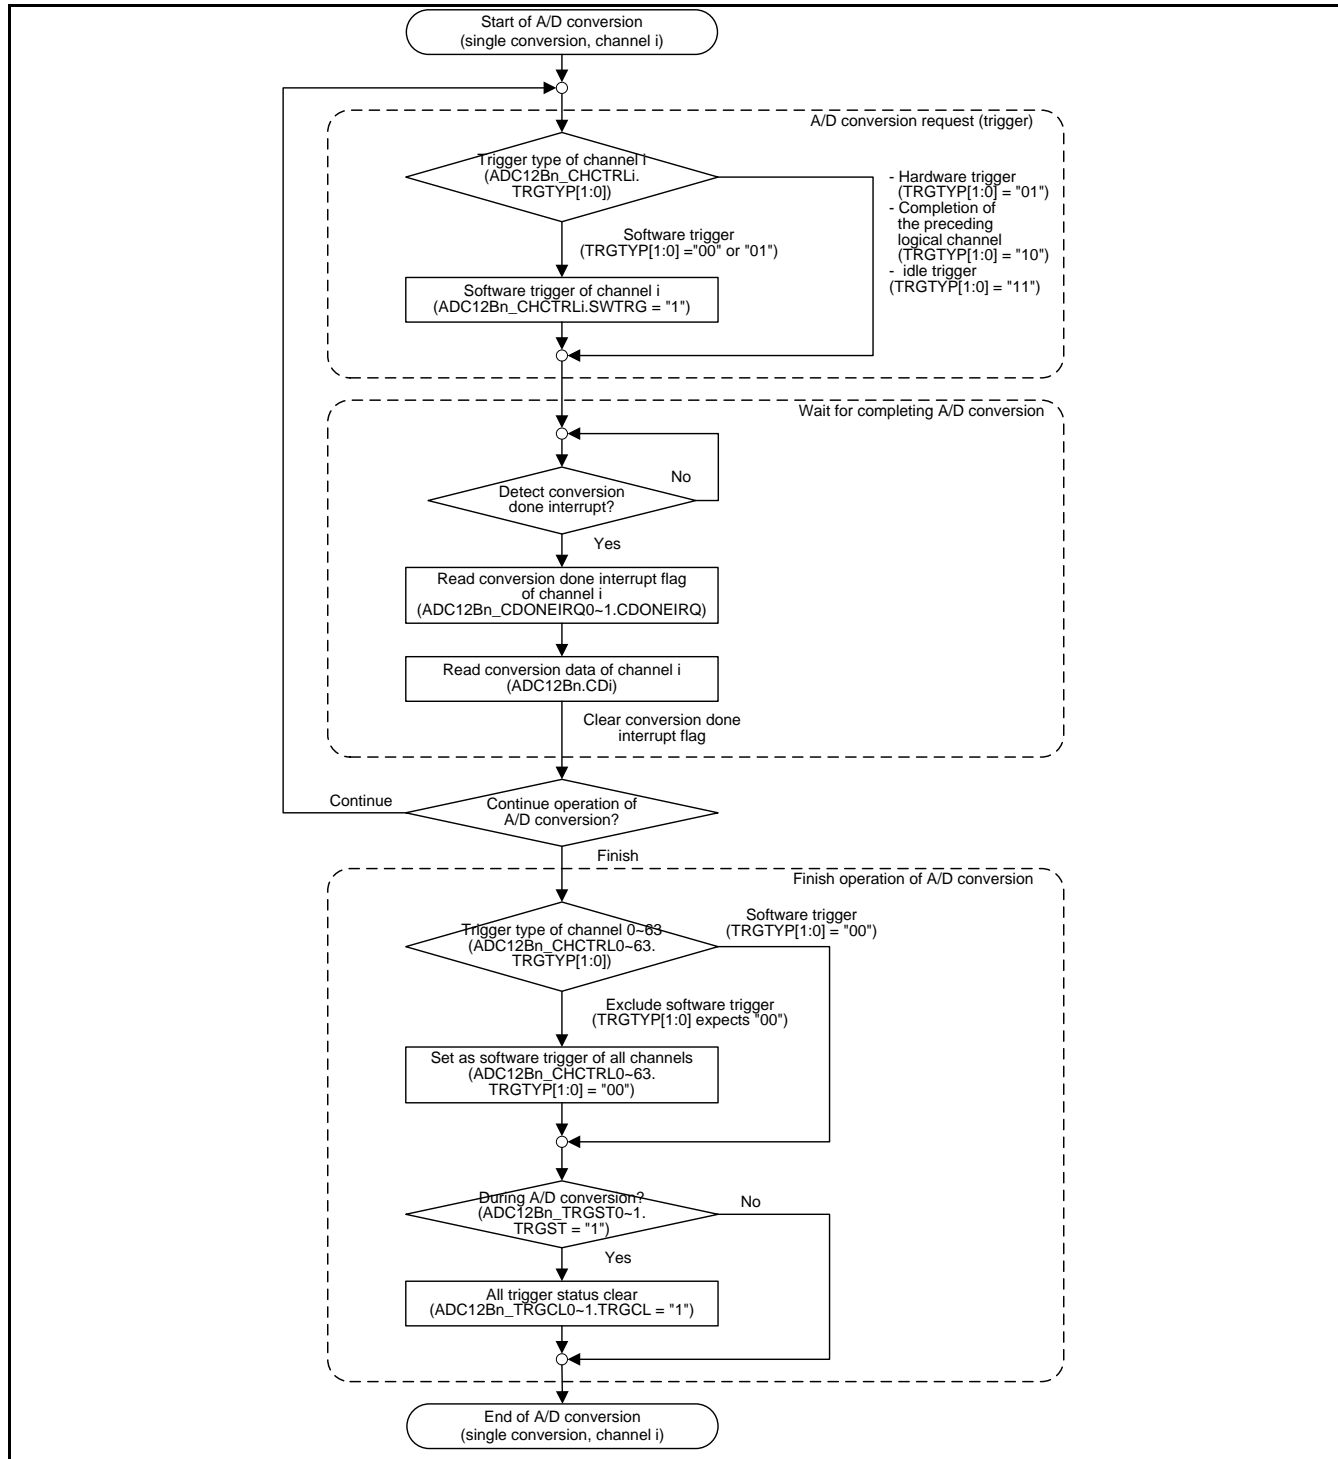 Start of A/D conversion
(single conversion, channel i)
A/D conversion request (trigger)
Trigger type of channel i
(ADC12Bn_CHCTRLi.
TRGTYP[1:0])
- Hardware trigger
(TRGTYP[1:0] = "01")
- Completion of
the preceding
logical channel
(TRGTYP[1:0] = "10")
- idle trigger
(TRGTYP[1:0] = "11")
Software trigger
(TRGTYP[1:0] ="00" or "01")
Software trigger of channel i
(ADC12Bn_CHCTRLi.SWTRG = "1")
Wait for completing A/D conversion
No
Detect conversion
done interrupt?
Yes
Read conversion done interrupt flag
of channel i
(ADC12Bn_CDONEIRQ0~1.CDONEIRQ)
Read conversion data of channel i
(ADC12Bn.CDi)
Clear conversion done
interrupt flag
Continue
Continue operation of
A/D conversion?
Finish
Finish operation of A/D conversion
Trigger type of channel 0~63
(ADC12Bn_CHCTRL0~63.
TRGTYP[1:0])
Software trigger
(TRGTYP[1:0] = "00")
Exclude software trigger
(TRGTYP[1:0] expects "00")
Set as software trigger of all channels
(ADC12Bn_CHCTRL0~63.
TRGTYP[1:0] = "00")
During A/D conversion?
(ADC12Bn_TRGST0~1.
TRGST = "1")
No
Yes
All trigger status clear
(ADC12Bn_TRGCL0~1.TRGCL = "1")
End of A/D conversion
(single conversion, channel i)